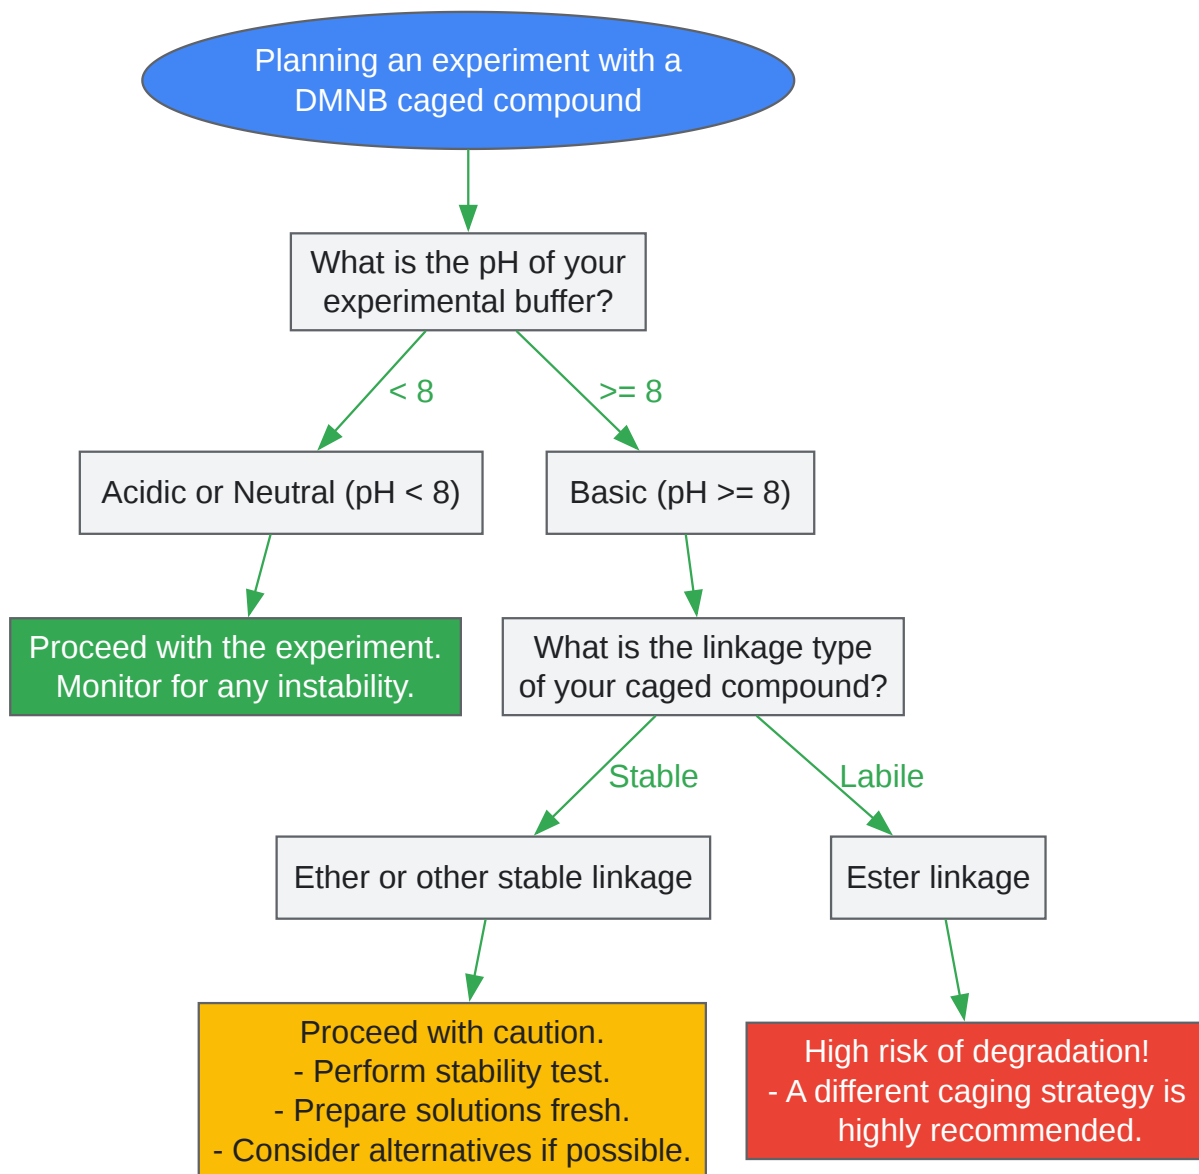 Planning an experiment with a
DMNB caged compound
What is the pH of your
experimental buffer?
< 8
>= 8
Acidic or Neutral (pH < 8)
Basic (pH >= 8)
Proceed with the experiment.
Monitor for any instability.
What is the linkage type
of your caged compound?
Stable
Labile
Ether or other stable linkage
Ester linkage
Proceed with caution.
- Perform stability test.
- Prepare solutions fresh.
- Consider alternatives if possible.
High risk of degradation!
- A different caging strategy is
highly recommended.